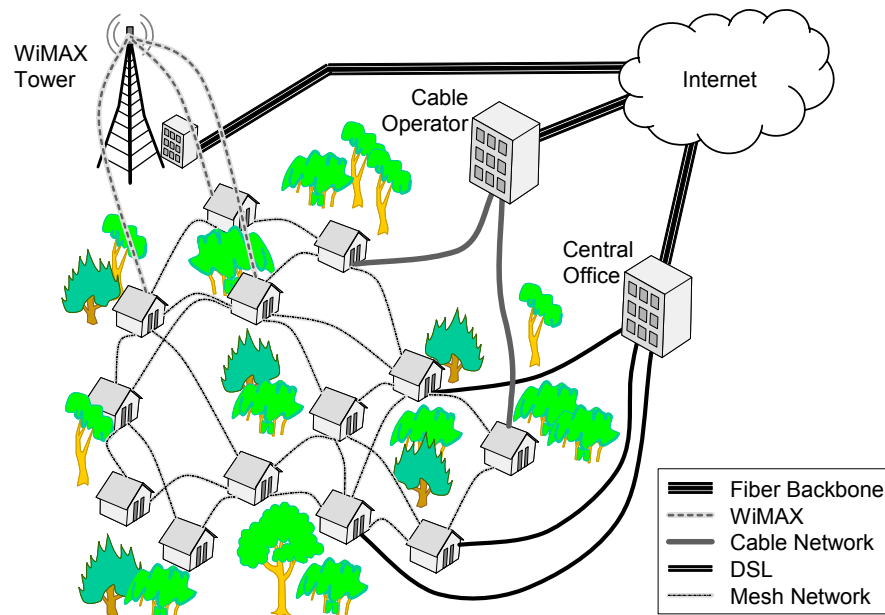 WiMAX
Tower
Cable
Operator
Internet
Central
Office
Fiber Backbone
WiMAX
Cable Network
DSL
Mesh Network